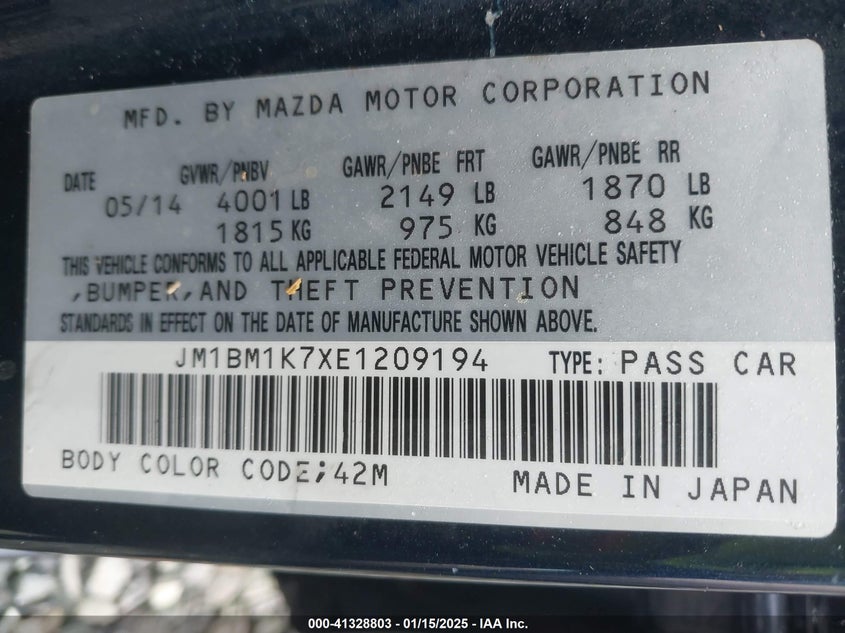 MFD. BY MAZDA MOTOR CORPORATION
DATE GVWR/PNBV GAWR/PNBE FRT GAWR/PNBE RR
05/14 4001 LB 2149 LB 1870 LB
1815 KG 975 KG 848 KG
THIS VEHICLE CONFORMS TO ALL APPLICABLE FEDERAL MOTOR VEHICLE SAFETY
,BUMPER,AND THEFT PREVENTION
STANDARDS IN EFFECT ON THE DATE OF MANUFACTURE SHOWN ABOVE.
JM1BM1K7XE1209194 TYPE: PASS CAR
BODY COLOR CODE;42M MADE IN JAPAN
000-41328803 - 01/15/2025 - IAA Inc.